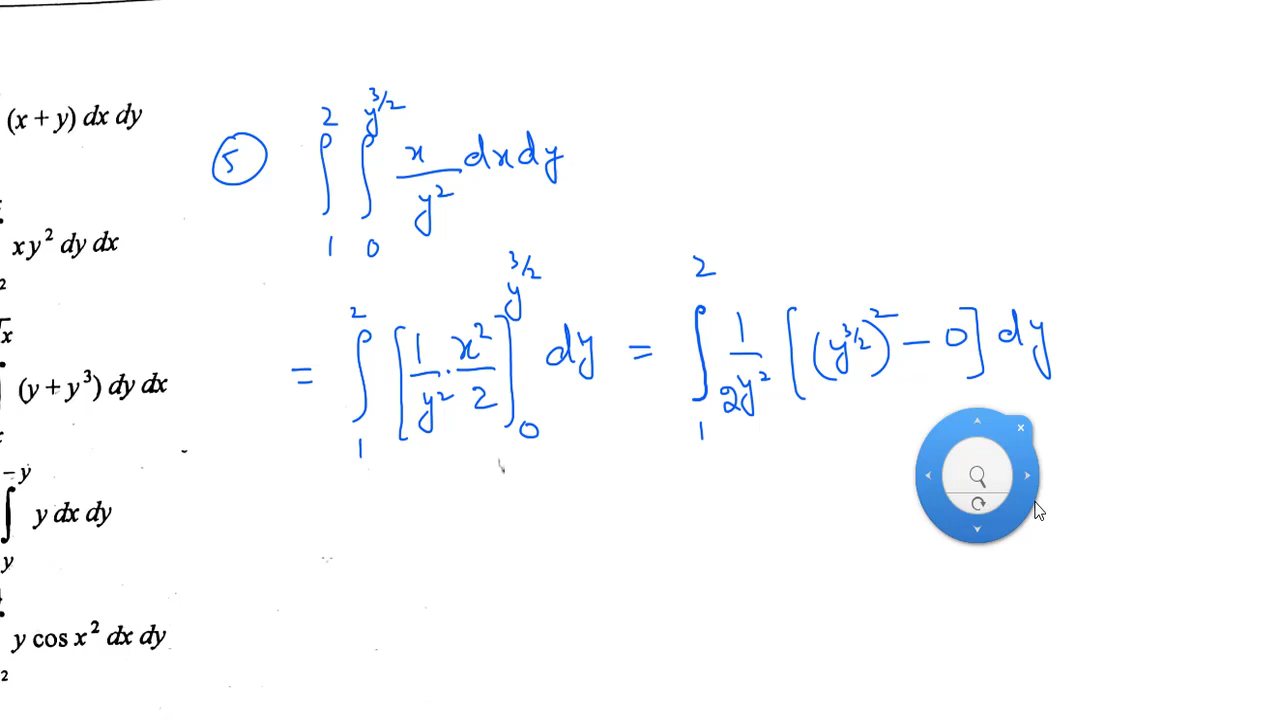 (x + y) dx dy
⑤ ∫₁² ∫₀^{y^{3/2}} x/y² dx dy
xy² dy dx
2
= ∫₁² [1/y² · x²/2]₀^{y^{3/2}} dy = ∫₁² 1/2y² [(y^{3/2})² − 0] dy
√x
∫ (y + y³) dy dx
−y
∫ y dx dy
y
y cos x² dx dy
2